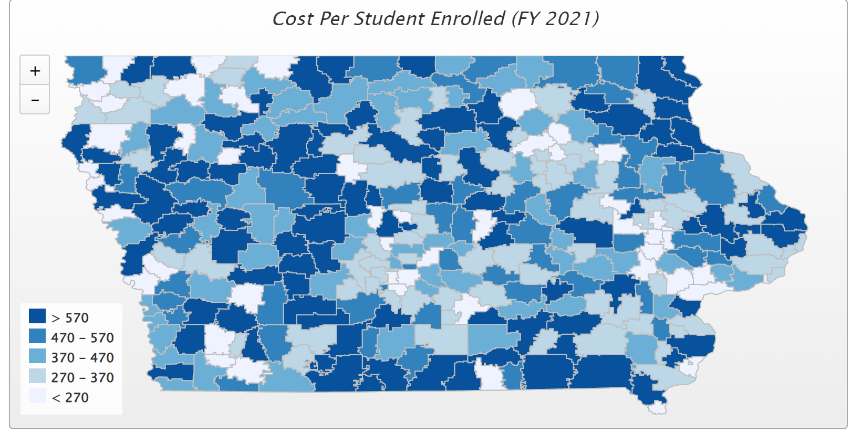 Cost Per Student Enrolled (FY 2021)
+
–
> 570
470 – 570
370 – 470
270 – 370
< 270